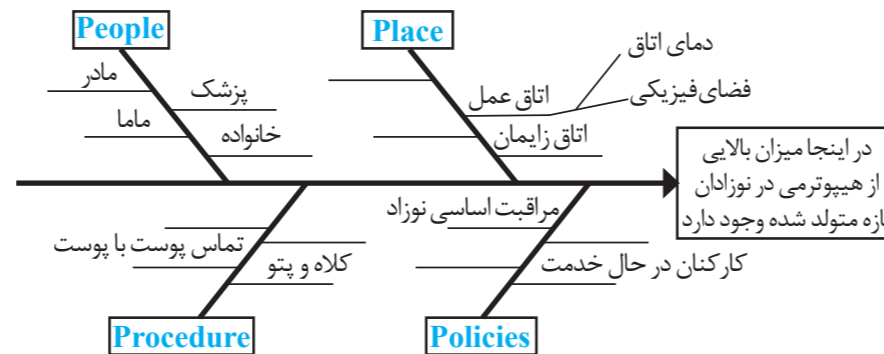 People
Place
مادر
پزشک
ماما
خانواده
دمای اتاق
اتاق عمل
فضای فیزیکی
اتاق زایمان
در اینجا میزان بالایی
از هیپوترمی در نوزادان
ازه متولد شده وجود دارد
مراقبت اساسی نوزاد
تماس پوست با پوست
کلاه و پتو
کارکنان در حال خدمت
Procedure
Policies